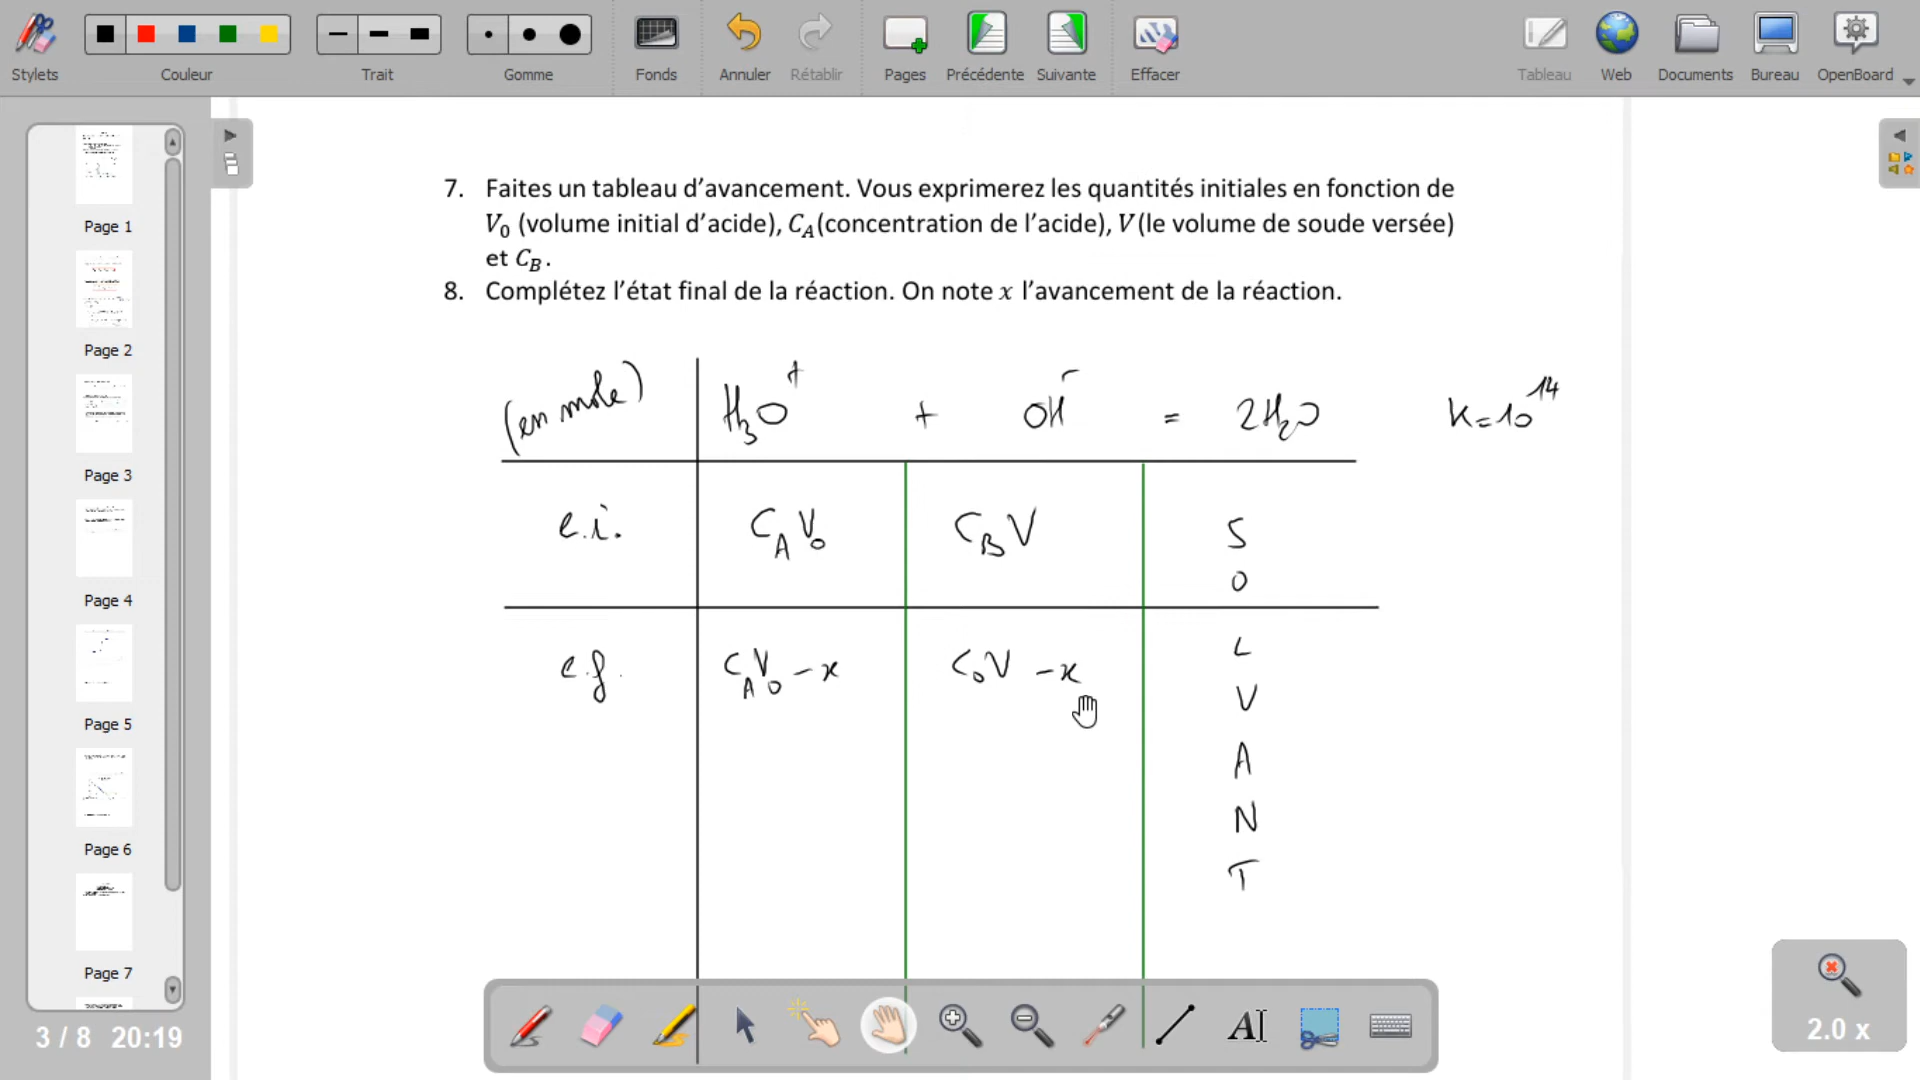 Stylets Couleur Trait Gomme Fonds Annuler Rétablir Pages Précédente Suivante Effacer Tableau Web Documents Bureau OpenBoard
Page 1
Page 2
Page 3
Page 4
Page 5
Page 6
Page 7
3 / 8 20:19
7. Faites un tableau d’avancement. Vous exprimerez les quantités initiales en fonction de
V₀ (volume initial d’acide), C_A(concentration de l’acide), V(le volume de soude versée)
et C_B.
8. Complétez l’état final de la réaction. On note x l’avancement de la réaction.
(en mole) H₃O⁺ + OH⁻ = 2H₂O K=10¹⁴
e.i. C_A V₀ C_B V
S
O
e.f. C_A V₀ – x C₀V – x
L
V
A
N
T
AI
2.0 x